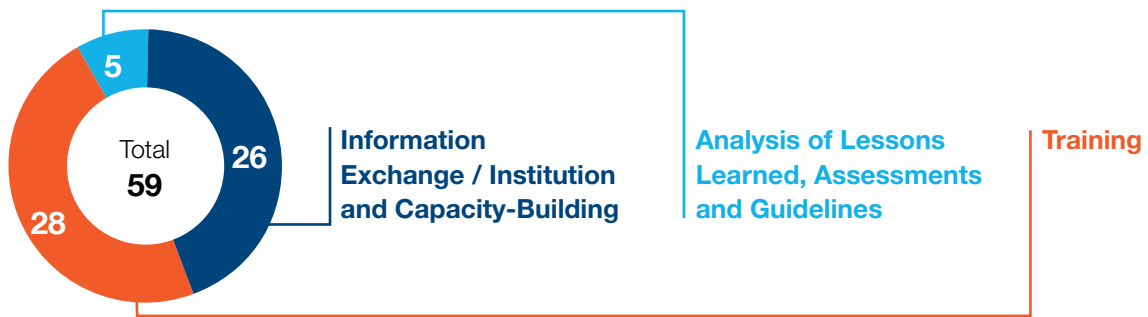 5
Total
59
26
28
Information
Exchange / Institution
and Capacity-Building
Analysis of Lessons
Learned, Assessments
and Guidelines
Training